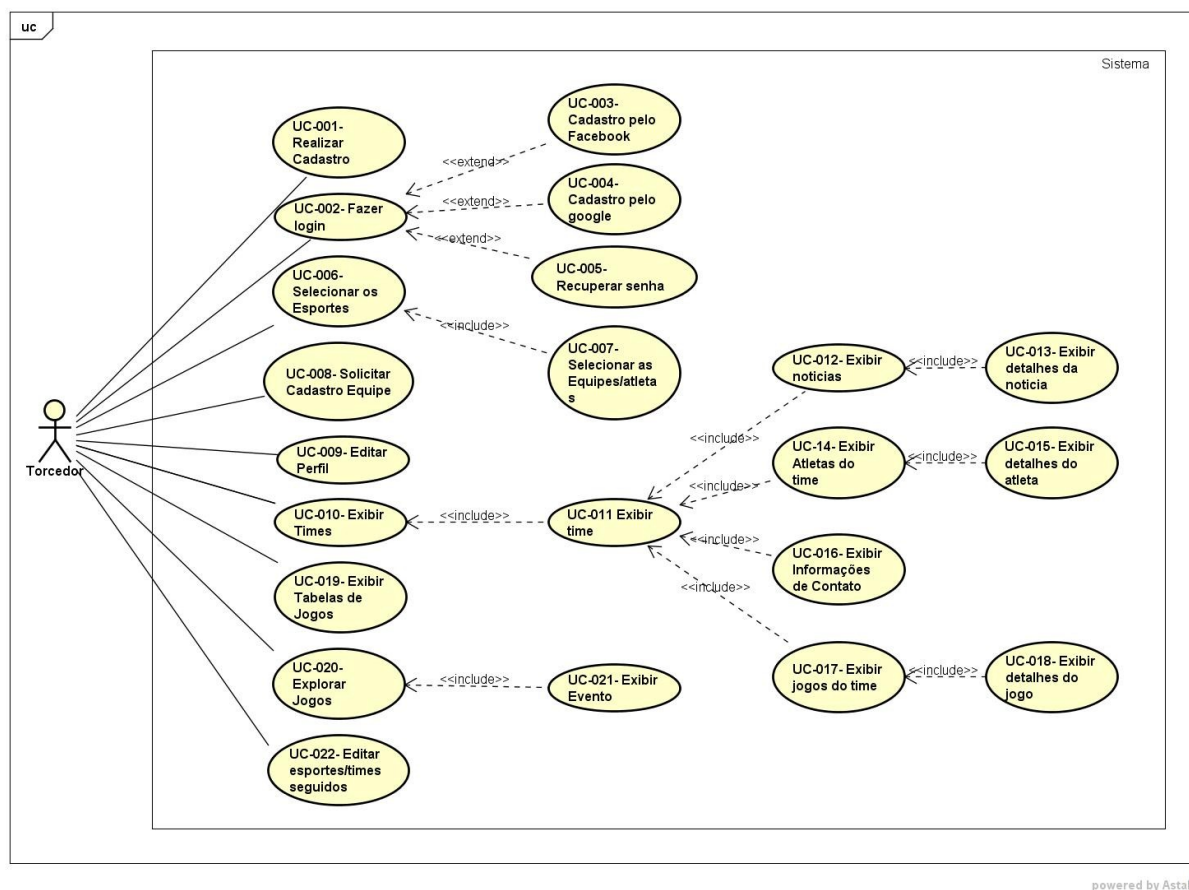 uc
Sistema
UC-001-
Realizar
Cadastro
UC-002- Fazer
login
UC-003-
Cadastro pelo
Facebook
<<extend>>
UC-004-
Cadastro pelo
google
<<extend>>
UC-005-
Recuperar senha
<<extend>>
UC-006-
Selecionar os
Esportes
<<include>>
UC-007-
Selecionar as
Equipes/atleta
s
UC-008- Solicitar
Cadastro Equipe
UC-009- Editar
Perfil
Torcedor
UC-010- Exibir
Times
<<include>>
UC-011 Exibir
time
<<include>>
UC-012- Exibir
noticias
<<include>>
UC-013- Exibir
detalhes da
noticia
<<include>>
UC-14- Exibir
Atletas do
time
<<include>>
UC-015- Exibir
detalhes do
atleta
<<include>>
UC-016- Exibir
Informações
de Contato
<<include>>
UC-017- Exibir
jogos do time
<<include>>
UC-018- Exibir
detalhes do
jogo
UC-019- Exibir
Tabelas de
Jogos
UC-020-
Explorar
Jogos
<<include>>
UC-021- Exibir
Evento
UC-022- Editar
esportes/times
seguidos
powered by Astah